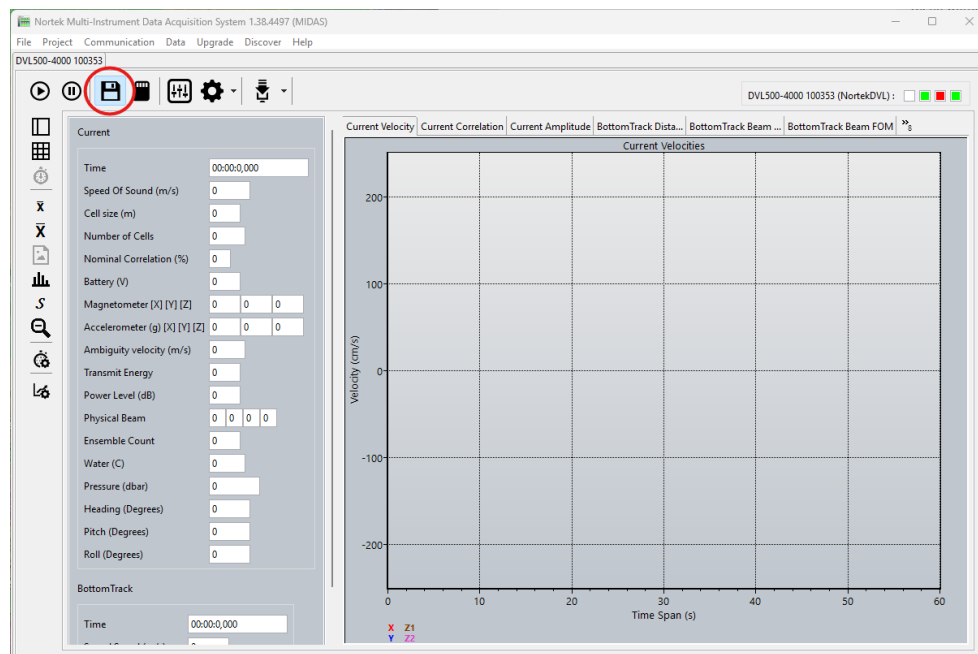 Nortek Multi-Instrument Data Acquisition System 1.38.4497 (MIDAS)
File Project Communication Data Upgrade Discover Help
DVL500-4000 100353
DVL500-4000 100353 (NortekDVL) :
Current
Time 00:00:0,000
Speed Of Sound (m/s) 0
Cell size (m) 0
Number of Cells 0
Nominal Correlation (%) 0
Battery (V) 0
Magnetometer [X] [Y] [Z] 0 0 0
Accelerometer (g) [X] [Y] [Z] 0 0 0
Ambiguity velocity (m/s) 0
Transmit Energy 0
Power Level (dB) 0
Physical Beam 0 0 0 0
Ensemble Count 0
Water (C) 0
Pressure (dbar) 0
Heading (Degrees) 0
Pitch (Degrees) 0
Roll (Degrees) 0
BottomTrack
Time 00:00:0,000
Current Velocity Current Correlation Current Amplitude BottomTrack Dista... BottomTrack Beam ... BottomTrack Beam FOM »
Current Velocities
200
100
0
-100
-200
Velocity (cm/s)
0 10 20 30 40 50 60
Time Span (s)
X Z1
Y Z2